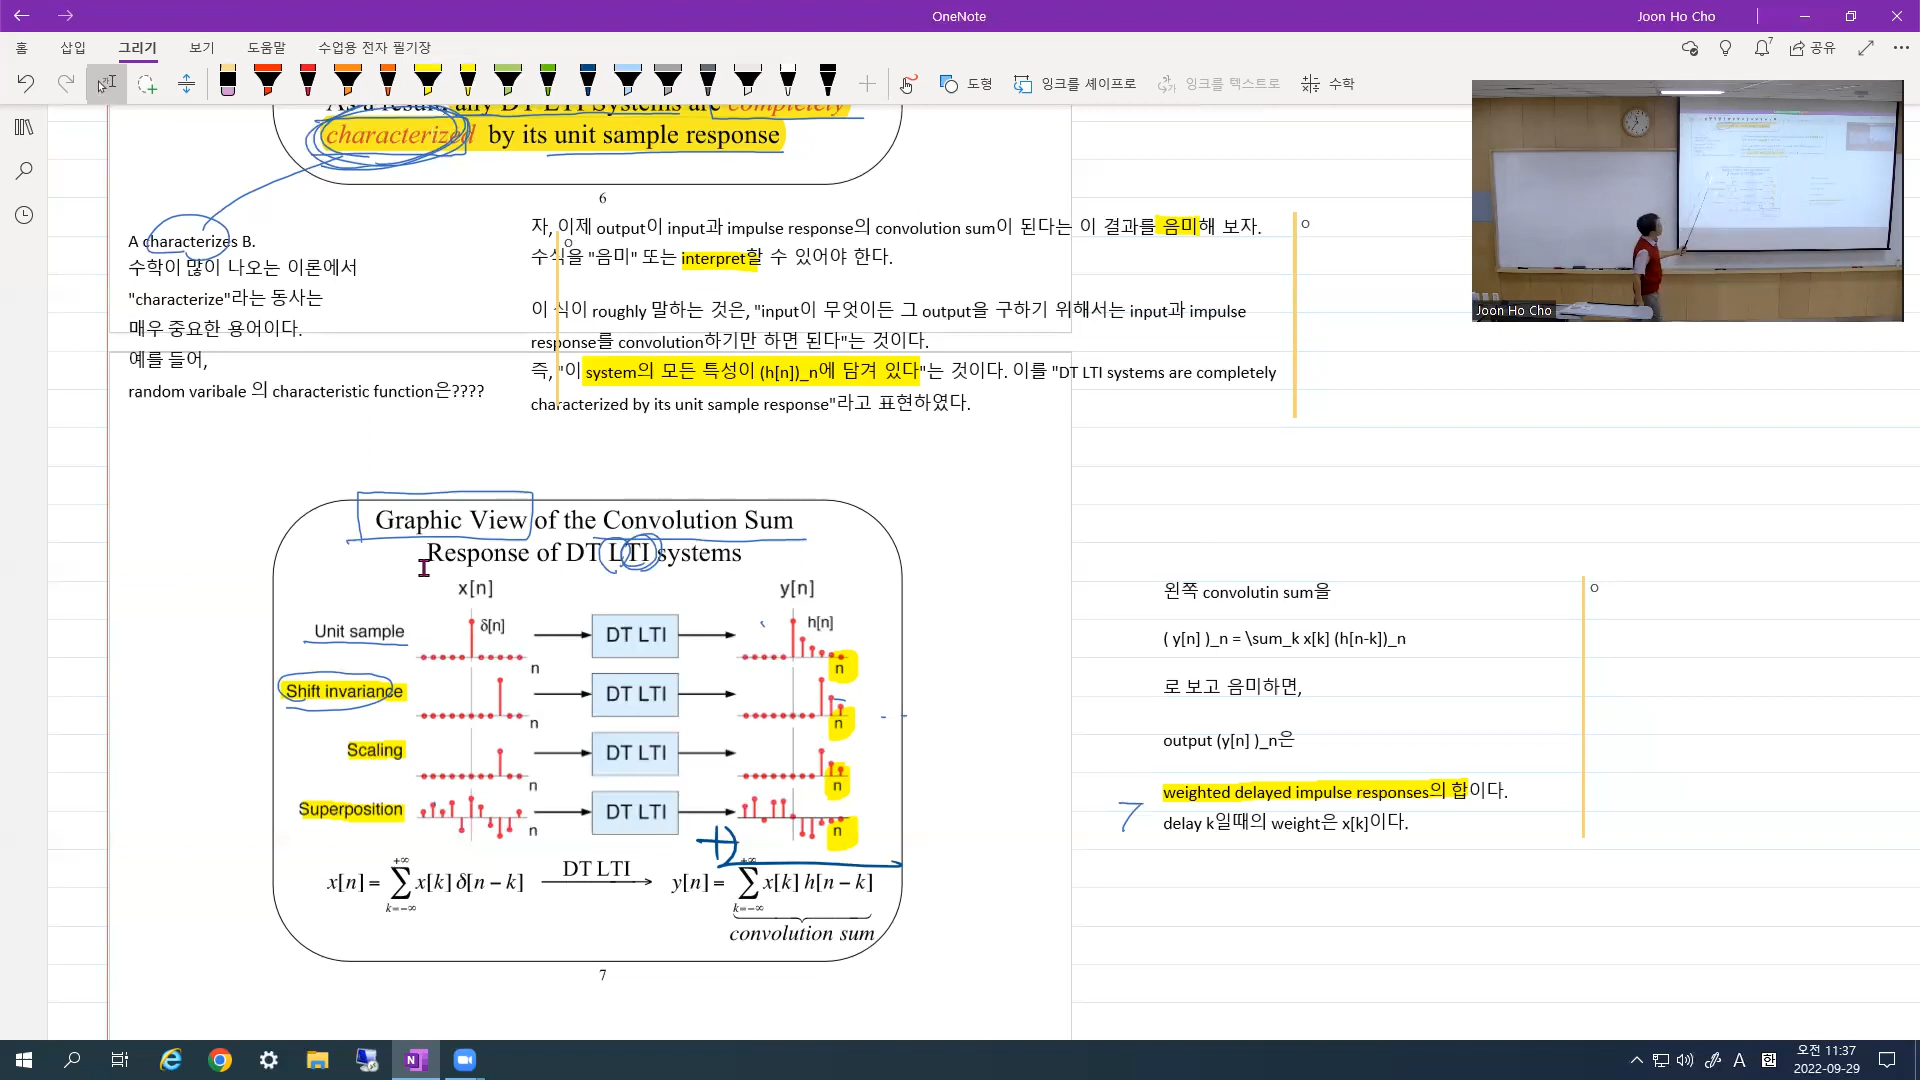 OneNote
Joon Ho Cho
홈 삽입 그리기 보기 도움말 수업용 전자 필기장
공유
도형 잉크를 셰이프로 잉크를 텍스트로 수학
As a result, any DT LTI Systems are completely
characterized by its unit sample response
6
A characterizes B.
수학이 많이 나오는 이론에서
"characterize"라는 동사는
매우 중요한 용어이다.
예를 들어,
random varibale 의 characteristic function은????
자, 이제 output이 input과 impulse response의 convolution sum이 된다는 이 결과를 음미해 보자.
수식을 "음미" 또는 interpret할 수 있어야 한다.
이 식이 roughly 말하는 것은, "input이 무엇이든 그 output을 구하기 위해서는 input과 impulse
response를 convolution하기만 하면 된다"는 것이다.
즉, "이 system의 모든 특성이 (h[n])_n에 담겨 있다"는 것이다. 이를 "DT LTI systems are completely
characterized by its unit sample response"라고 표현하였다.
Joon Ho Cho
Graphic View of the Convolution Sum
Response of DT LTI systems
x[n] y[n]
Unit sample δ[n] n DT LTI h[n] n
Shift invariance n DT LTI n
Scaling n DT LTI n
Superposition n DT LTI n
x[n] = ∑_{k=-∞}^{+∞} x[k] δ[n − k] DT LTI y[n] = ∑_{k=-∞}^{+∞} x[k] h[n − k]
convolution sum
7
왼쪽 convolutin sum을
( y[n] )_n = \sum_k x[k] (h[n-k])_n
로 보고 음미하면,
output (y[n] )_n은
weighted delayed impulse responses의 합이다.
delay k일때의 weight은 x[k]이다.
7
A 한 오전 11:37
2022-09-29